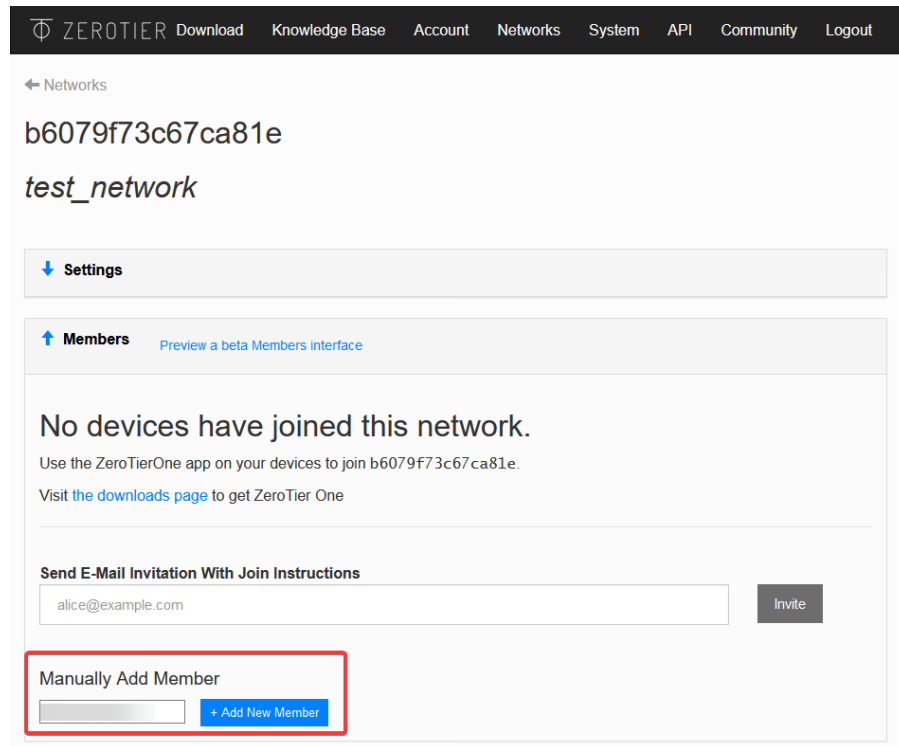 ZEROTIER Download Knowledge Base Account Networks System API Community Logout
Networks
b6079f73c67ca81e
test_network
Settings
Members Preview a beta Members interface
No devices have joined this network.
Use the ZeroTierOne app on your devices to join b6079f73c67ca81e.
Visit the downloads page to get ZeroTier One
Send E-Mail Invitation With Join Instructions
alice@example.com Invite
Manually Add Member
+ Add New Member